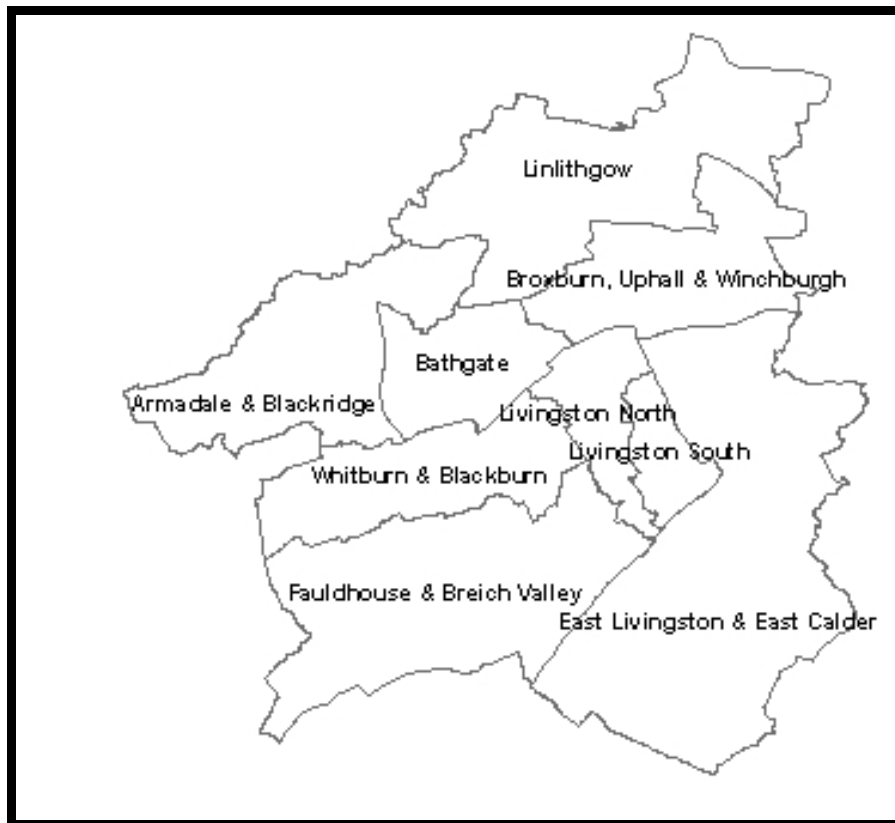 Linlithgow
Broxburn, Uphall & Winchburgh
Bathgate
Armadale & Blackridge
Livingston North
Livingston South
Whitburn & Blackburn
Fauldhouse & Breich Valley
East Livingston & East Calder